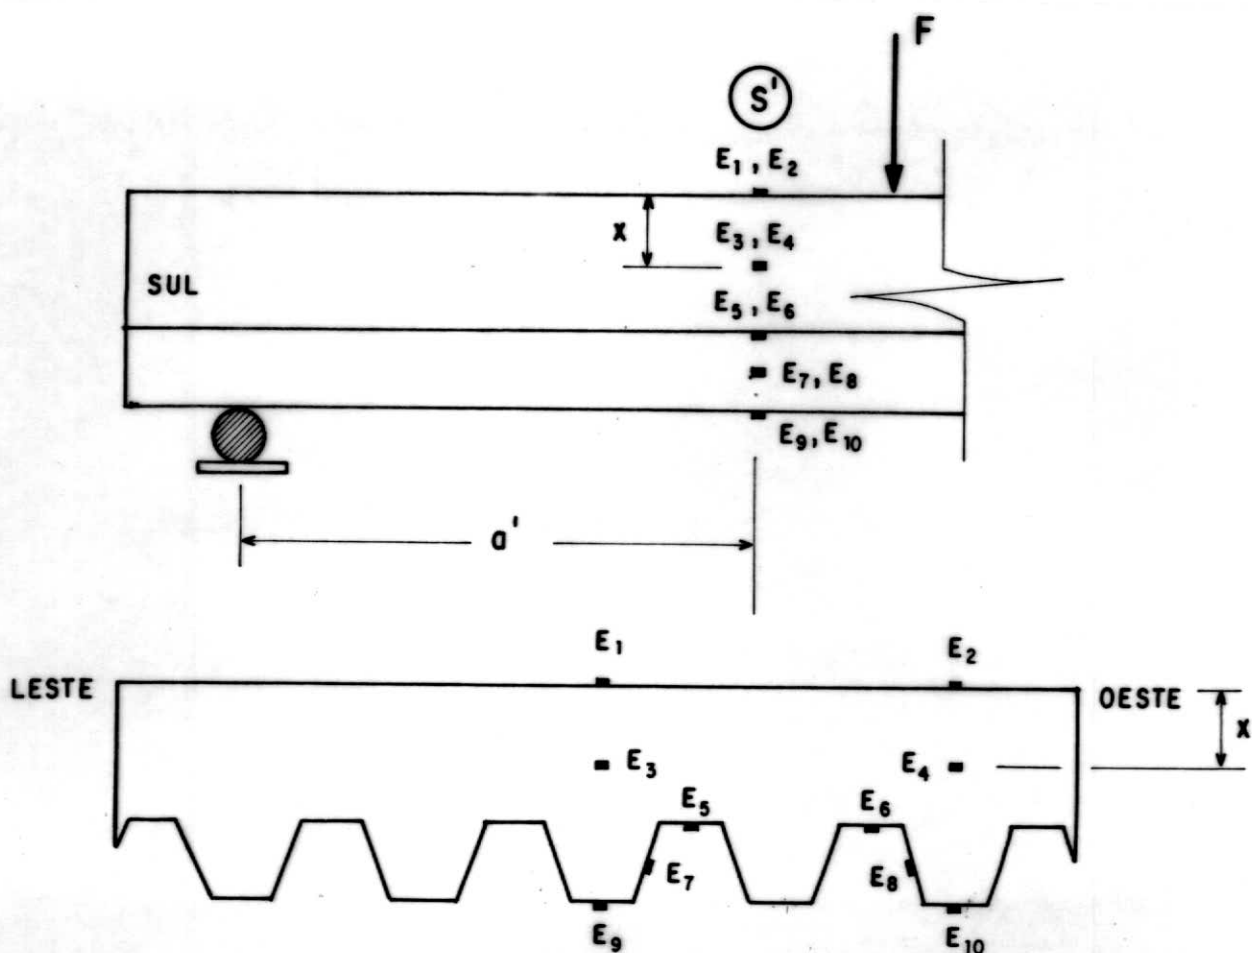 F
S'
E1, E2
X
E3, E4
SUL
E5, E6
E7, E8
E9, E10
a'
E1
E2
LESTE
OESTE
X
E3
E4
E5
E6
E7
E8
E9
E10